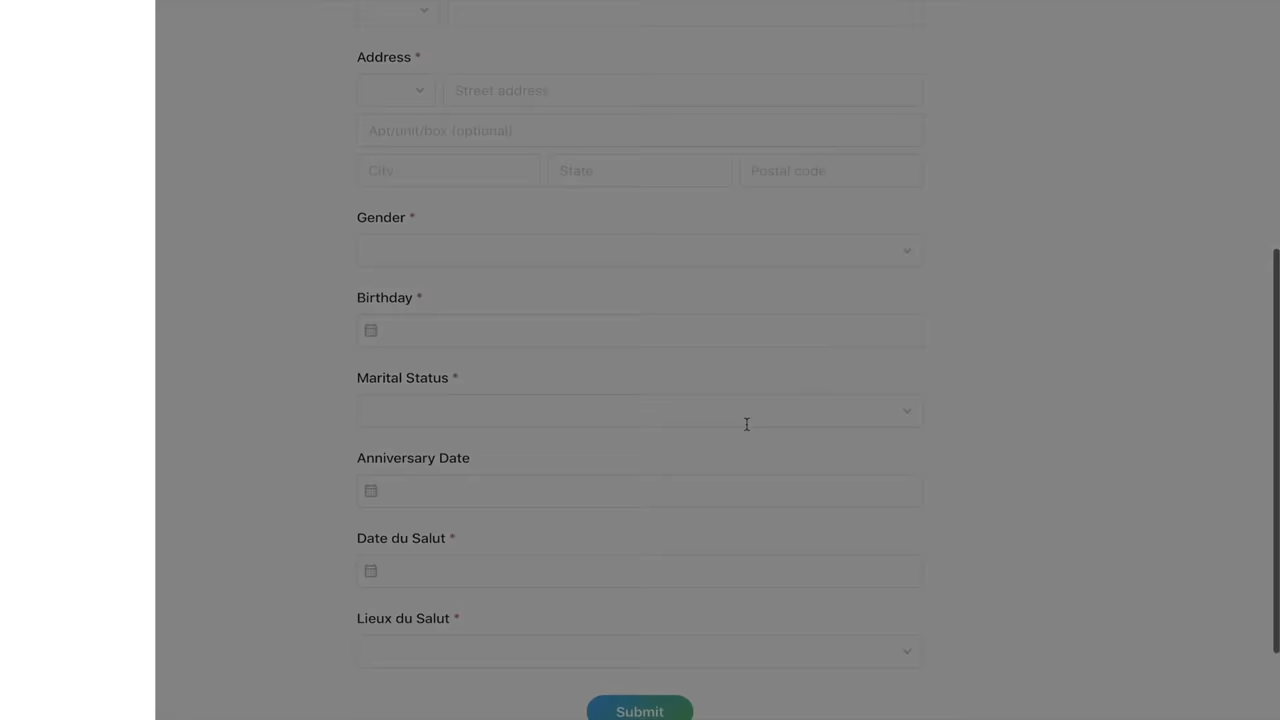 Address *
Street address
Apt/unit/box (optional)
City State Postal code
Gender *
Birthday *
Marital Status *
Anniversary Date
Date du Salut *
Lieux du Salut *
Submit